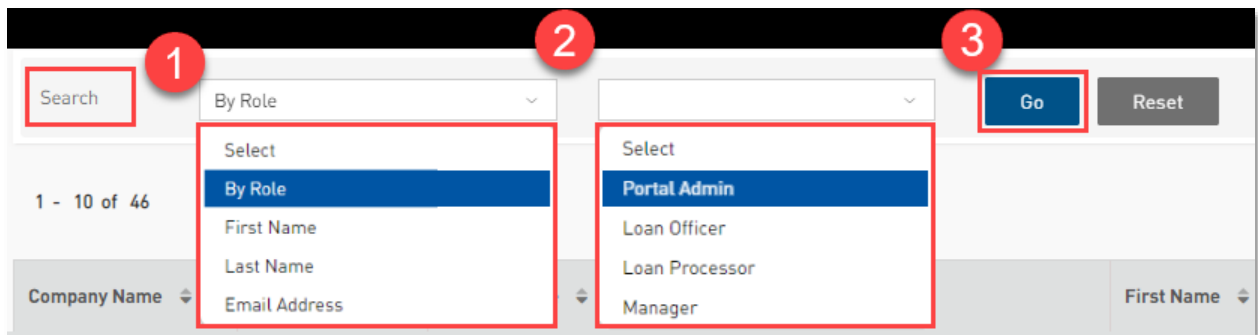 1
2
3
Search
By Role
Go
Reset
Select
By Role
First Name
Last Name
Email Address
Select
Portal Admin
Loan Officer
Loan Processor
Manager
1 - 10 of 46
Company Name
First Name